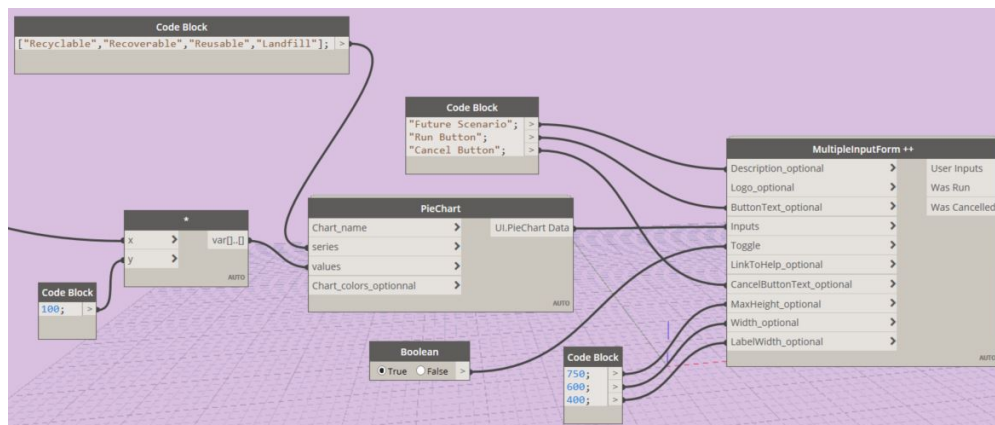 Code Block
["Recyclable","Recoverable","Reusable","Landfill"]; >
Code Block
"Future Scenario"; >
"Run Button"; >
"Cancel Button"; >
MultipleInputForm ++
Description_optional > User Inputs
Logo_optional > Was Run
ButtonText_optional > Was Cancelled
Inputs >
Toggle >
LinkToHelp_optional >
CancelButtonText_optional >
MaxHeight_optional >
Width_optional >
LabelWidth_optional >
AUTO
*
x > var[]..[]
y >
AUTO
PieChart
Chart_name > UI.PieChart Data
series >
values >
Chart_colors_optionnal >
AUTO
Code Block
100; >
Boolean
True False >
Code Block
750; >
600; >
400; >